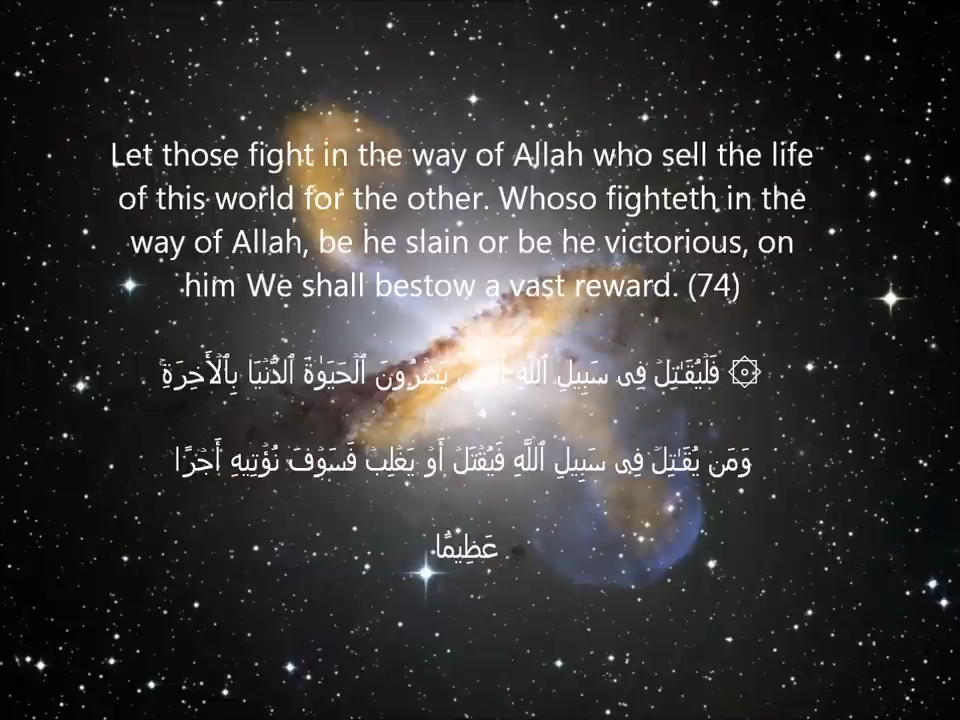 Let those fight in the way of Allah who sell the life
of this world for the other. Whoso fighteth in the
way of Allah, be he slain or be he victorious, on
him We shall bestow a vast reward. (74)
۞ فَلْيُقَـٰتِلْ فِى سَبِيلِ ٱللَّهِ ٱلَّذِينَ يَشْرُونَ ٱلْحَيَوٰةَ ٱلدُّنْيَا بِٱلْـَٔاخِرَةِ ۚ
وَمَن يُقَـٰتِلْ فِى سَبِيلِ ٱللَّهِ فَيُقْتَلْ أَوْ يَغْلِبْ فَسَوْفَ نُؤْتِيهِ أَجْرًا
عَظِيمًا